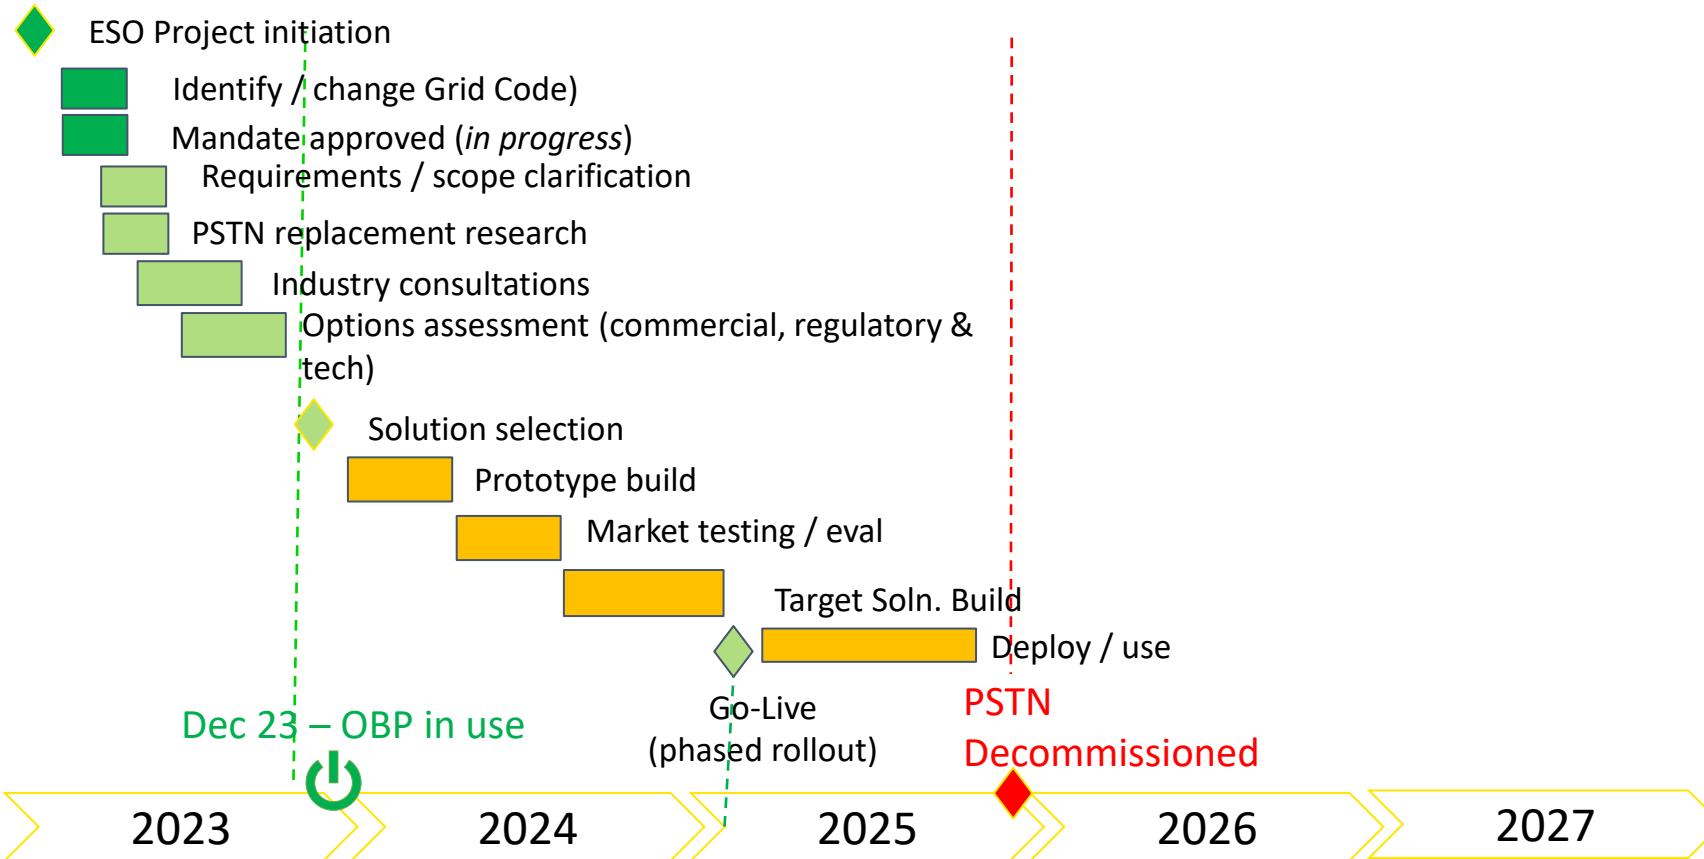 ESO Project initiation
Identify / change Grid Code)
Mandate approved (in progress)
Requirements / scope clarification
PSTN replacement research
Industry consultations
Options assessment (commercial, regulatory &
tech)
Solution selection
Prototype build
Market testing / eval
Target Soln. Build
Deploy / use
Go-Live
(phased rollout)
PSTN
Decommissioned
Dec 23 – OBP in use
2023
2024
2025
2026
2027